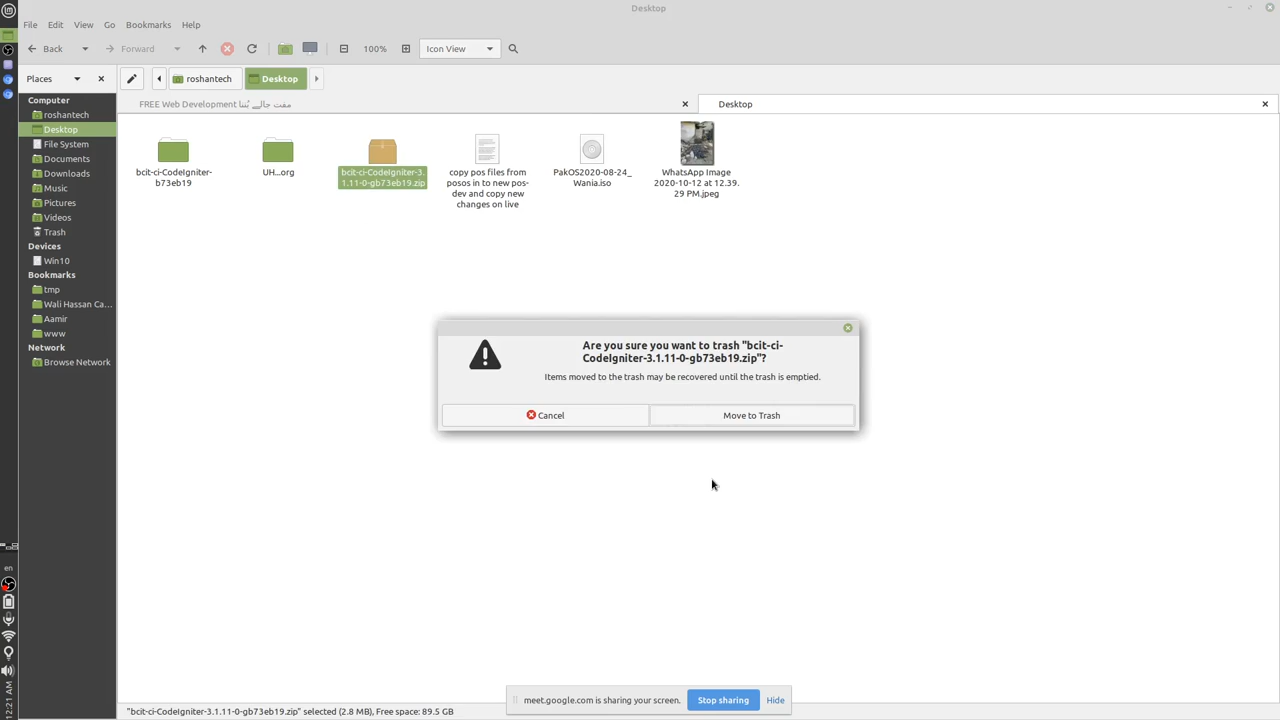 Desktop
File Edit View Go Bookmarks Help
Back Forward 100% Icon View
Places roshantech Desktop
FREE Web Development مفت جالے بُننا Desktop
Computer
roshantech
Desktop
File System
Documents
Downloads
Music
Pictures
Videos
Trash
Devices
Win10
Bookmarks
tmp
Wali Hassan Ca...
Aamir
www
Network
Browse Network
bcit-ci-CodeIgniter-
b73eb19
UH...org
bcit-ci-CodeIgniter-3.
1.11-0-gb73eb19.zip
copy pos files from
posos in to new pos-
dev and copy new
changes on live
PakOS2020-08-24_
Wania.iso
WhatsApp Image
2020-10-12 at 12.39.
29 PM.jpeg
Are you sure you want to trash "bcit-ci-
CodeIgniter-3.1.11-0-gb73eb19.zip"?
Items moved to the trash may be recovered until the trash is emptied.
Cancel Move to Trash
en
12:21 AM
meet.google.com is sharing your screen. Stop sharing Hide
"bcit-ci-CodeIgniter-3.1.11-0-gb73eb19.zip" selected (2.8 MB), Free space: 89.5 GB